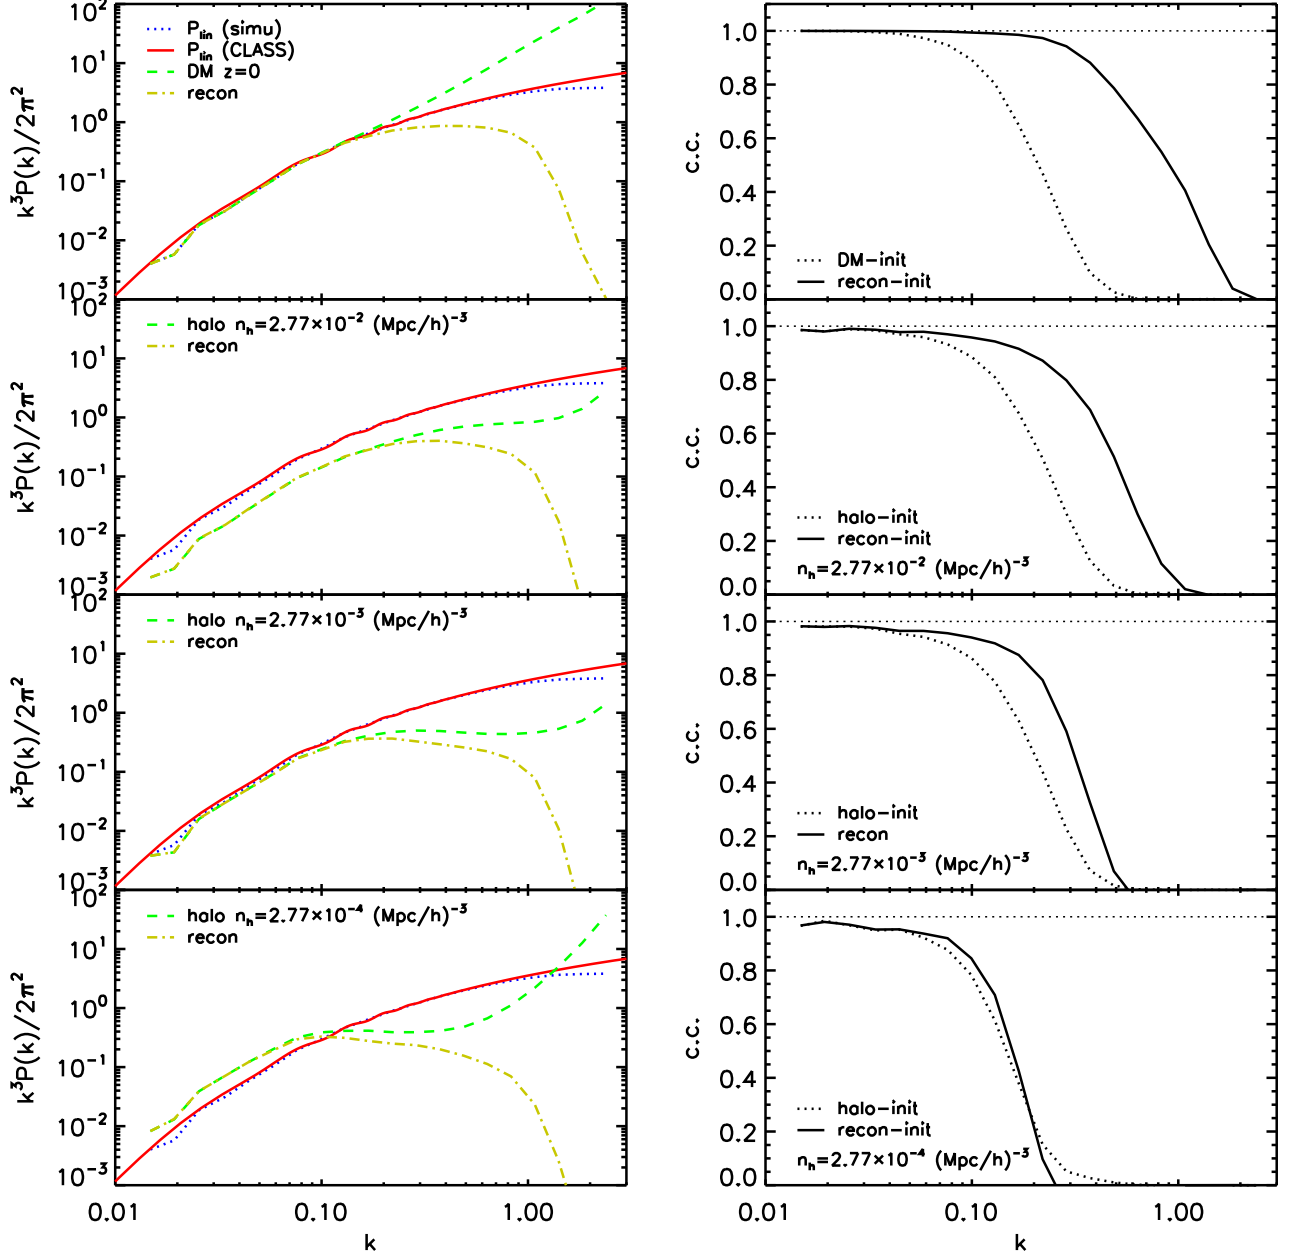 10²
10¹
10⁰
10⁻¹
10⁻²
10⁻³
k³P(k)/2π²
P_lin (simu)
P_lin (CLASS)
DM z=0
recon
1.0
0.8
0.6
0.4
0.2
0.0
c.c.
DM−init
recon−init
10²
10¹
10⁰
10⁻¹
10⁻²
10⁻³
k³P(k)/2π²
halo n_h=2.77×10⁻² (Mpc/h)⁻³
recon
1.0
0.8
0.6
0.4
0.2
0.0
c.c.
halo−init
recon−init
n_h=2.77×10⁻² (Mpc/h)⁻³
10²
10¹
10⁰
10⁻¹
10⁻²
10⁻³
k³P(k)/2π²
halo n_h=2.77×10⁻³ (Mpc/h)⁻³
recon
1.0
0.8
0.6
0.4
0.2
0.0
c.c.
halo−init
recon
n_h=2.77×10⁻³ (Mpc/h)⁻³
10²
10¹
10⁰
10⁻¹
10⁻²
10⁻³
k³P(k)/2π²
halo n_h=2.77×10⁻⁴ (Mpc/h)⁻³
recon
0.01 0.10 1.00
k
1.0
0.8
0.6
0.4
0.2
0.0
c.c.
halo−init
recon−init
n_h=2.77×10⁻⁴ (Mpc/h)⁻³
0.01 0.10 1.00
k